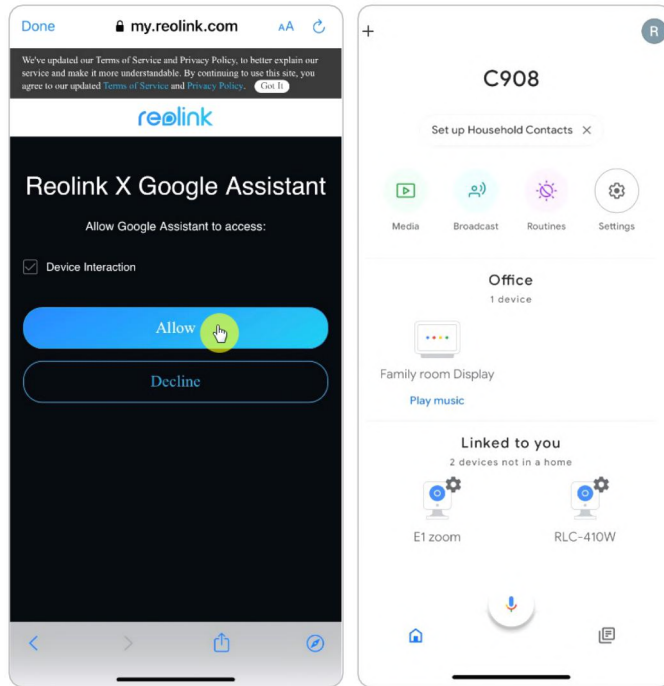 Done
my.reolink.com
AA
We've updated our Terms of Service and Privacy Policy, to better explain our
service and make it more understandable. By continuing to use this site, you
agree to our updated Terms of Service and Privacy Policy. Got It
reolink
Reolink X Google Assistant
Allow Google Assistant to access:
Device Interaction
Allow
Decline
+
R
C908
Set up Household Contacts ×
Media Broadcast Routines Settings
Office
1 device
Family room Display
Play music
Linked to you
2 devices not in a home
E1 zoom RLC-410W